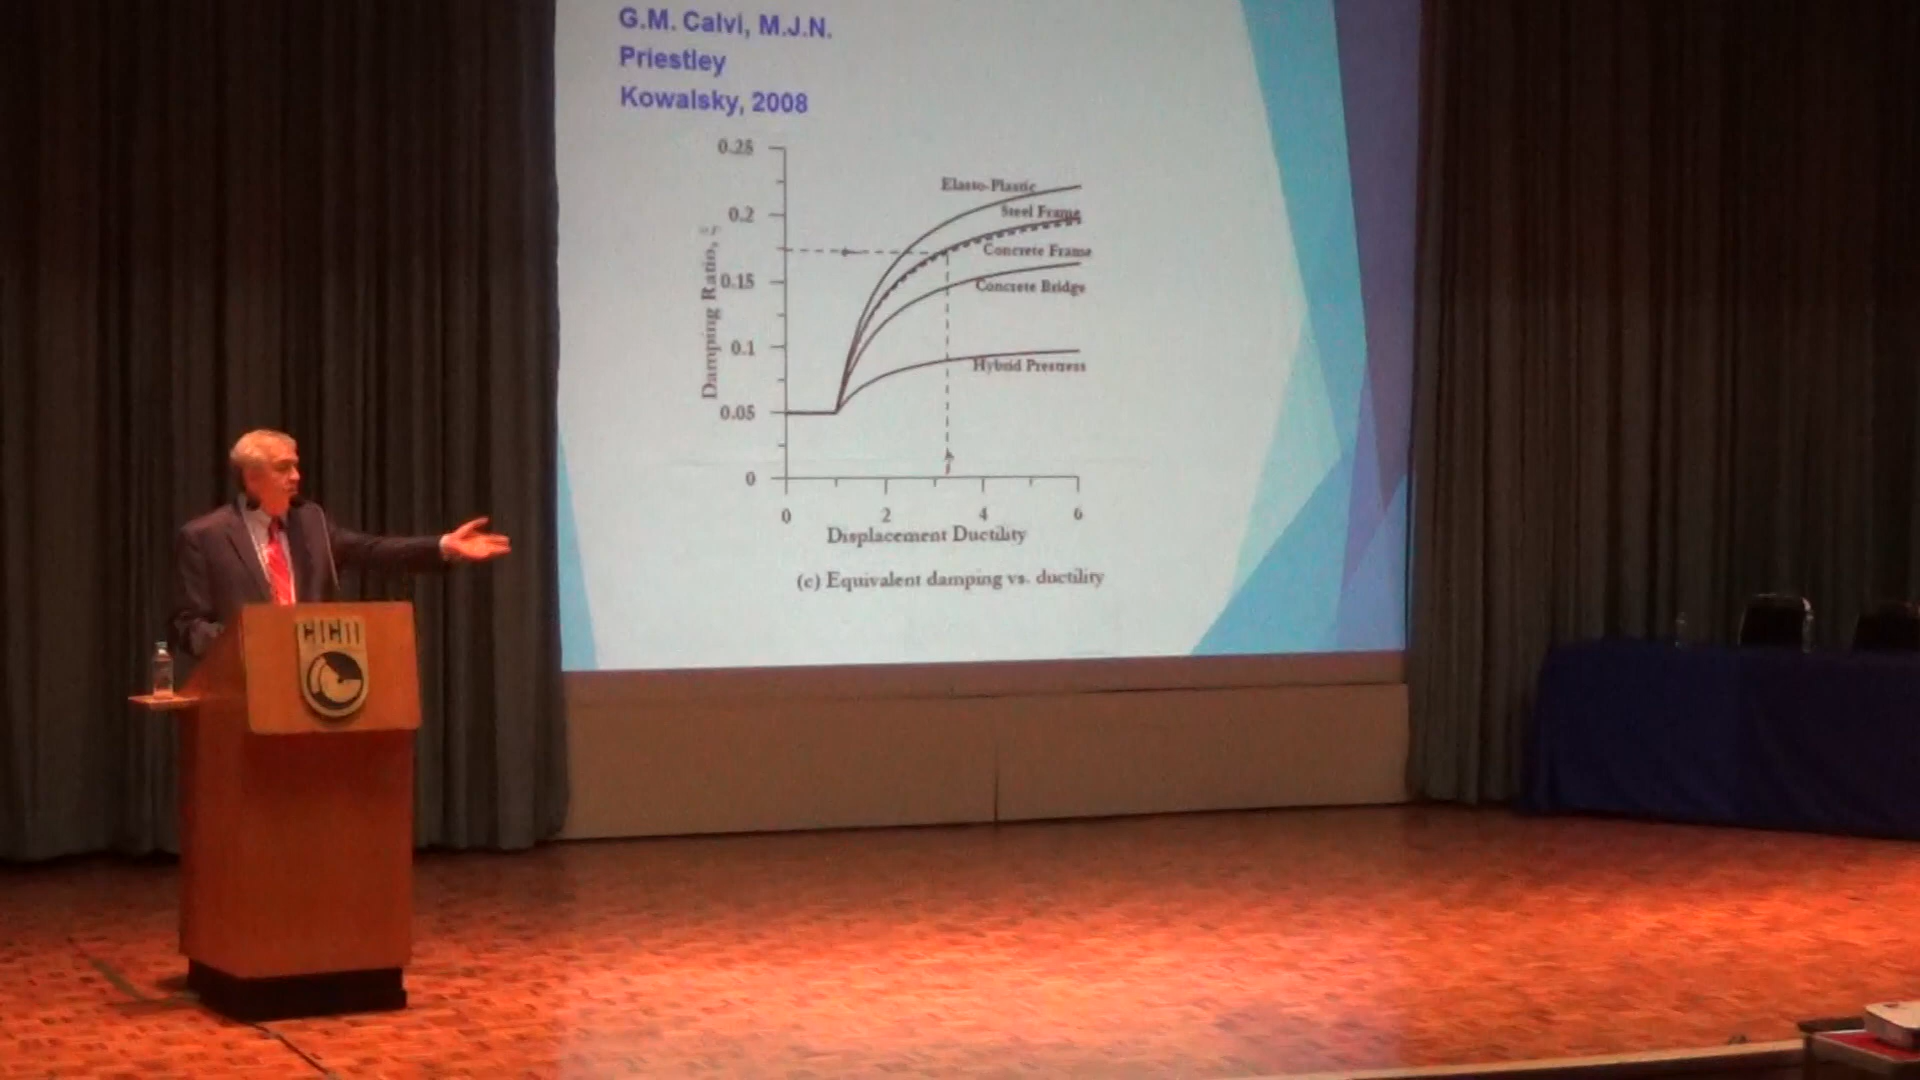 G.M. Calvi, M.J.N.
Priestley
Kowalsky, 2008
0.25
Elasto-Plastic
Steel Frame
0.2
Concrete Frame
0.15
Concrete Bridge
0.1
Hybrid Prestress
0.05
0
Damping Ratio,
0 2 4 6
Displacement Ductility
(c) Equivalent damping vs. ductility